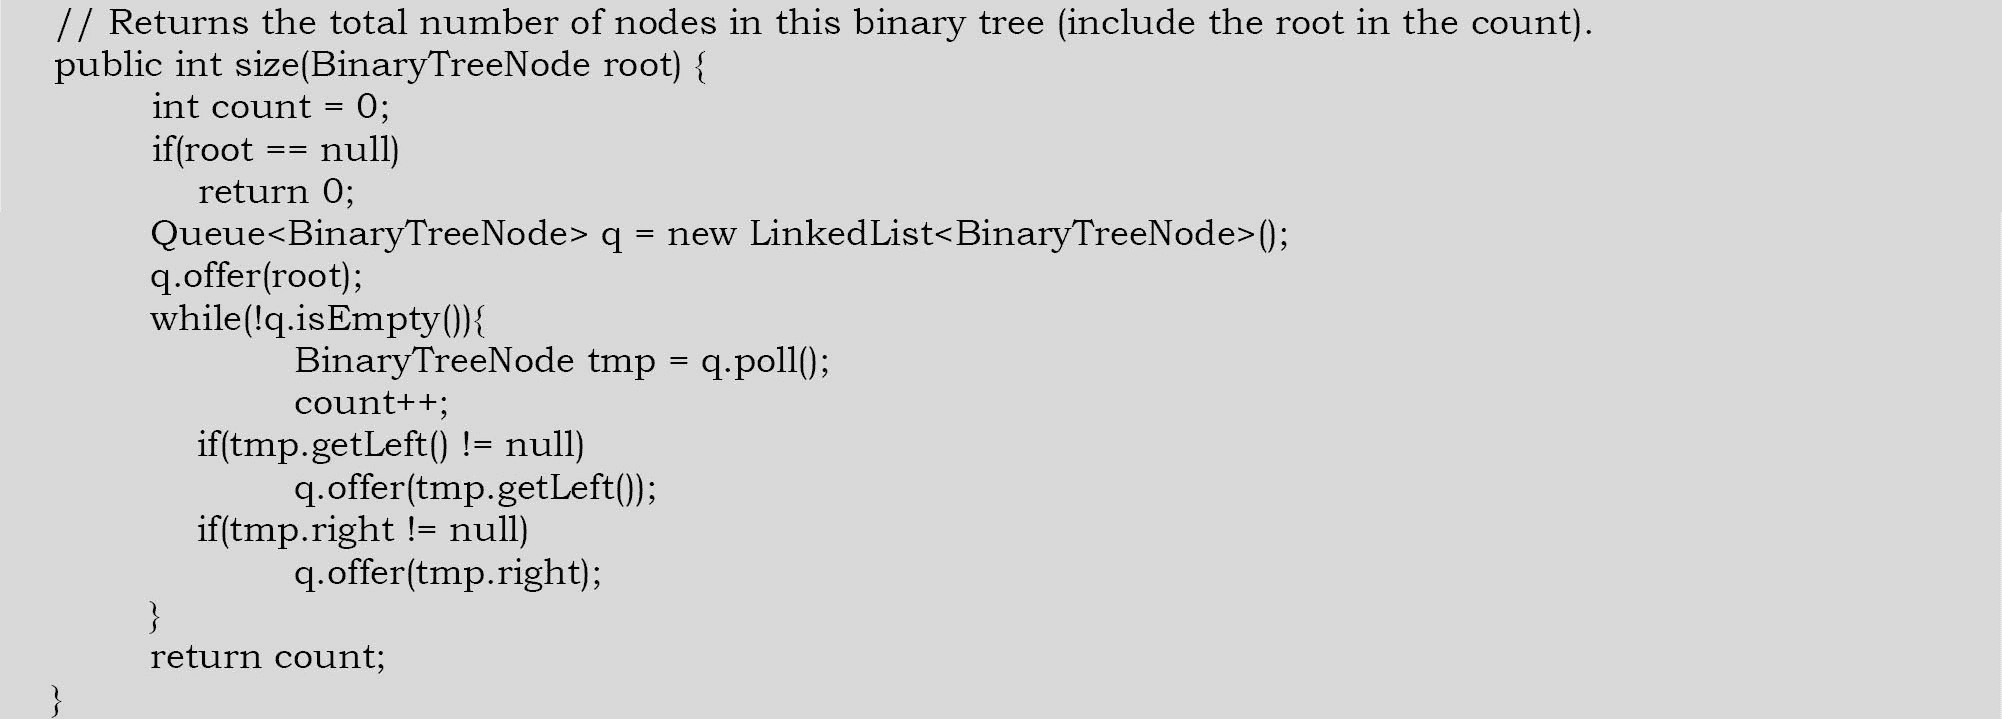 // Returns the total number of nodes in this binary tree (include the root in the count).
public int size(BinaryTreeNode root) {
int count = 0;
if(root == null)
return 0;
Queue<BinaryTreeNode> q = new LinkedList<BinaryTreeNode>();
q.offer(root);
while(!q.isEmpty()){
BinaryTreeNode tmp = q.poll();
count++;
if(tmp.getLeft() != null)
q.offer(tmp.getLeft());
if(tmp.right != null)
q.offer(tmp.right);
}
return count;
}